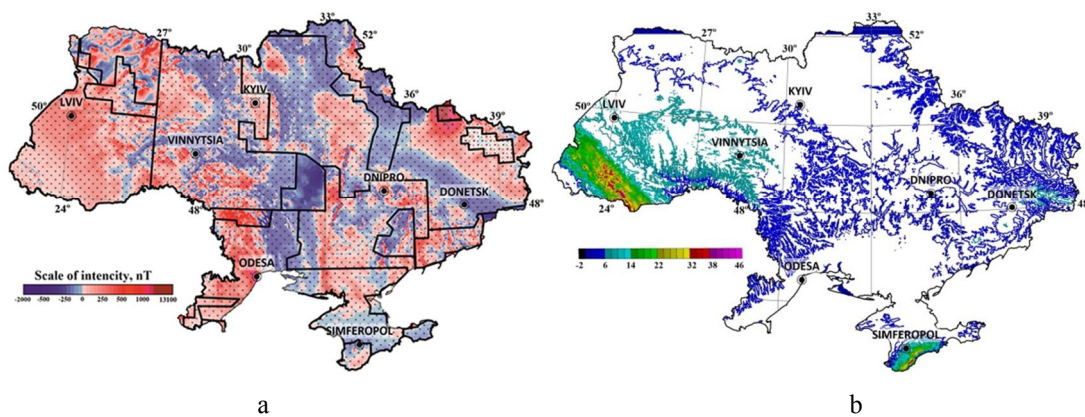 33°
27°
30°
52°
36°
KYIV
50°
LVIV
39°
VINNYTSIA
DNIPRO
DONETSK
24°
48°
48°
ODESA
Scale of intencity, nT
-2000 -500 -250 0 250 500 1000 13100
SIMFEROPOL
a
33°
27°
30°
52°
36°
KYIV
50°
LVIV
39°
VINNYTSIA
DNIPRO
DONETSK
24°
48°
48°
-2 6 14 22 30 38 46
ODESA
SIMFEROPOL
b